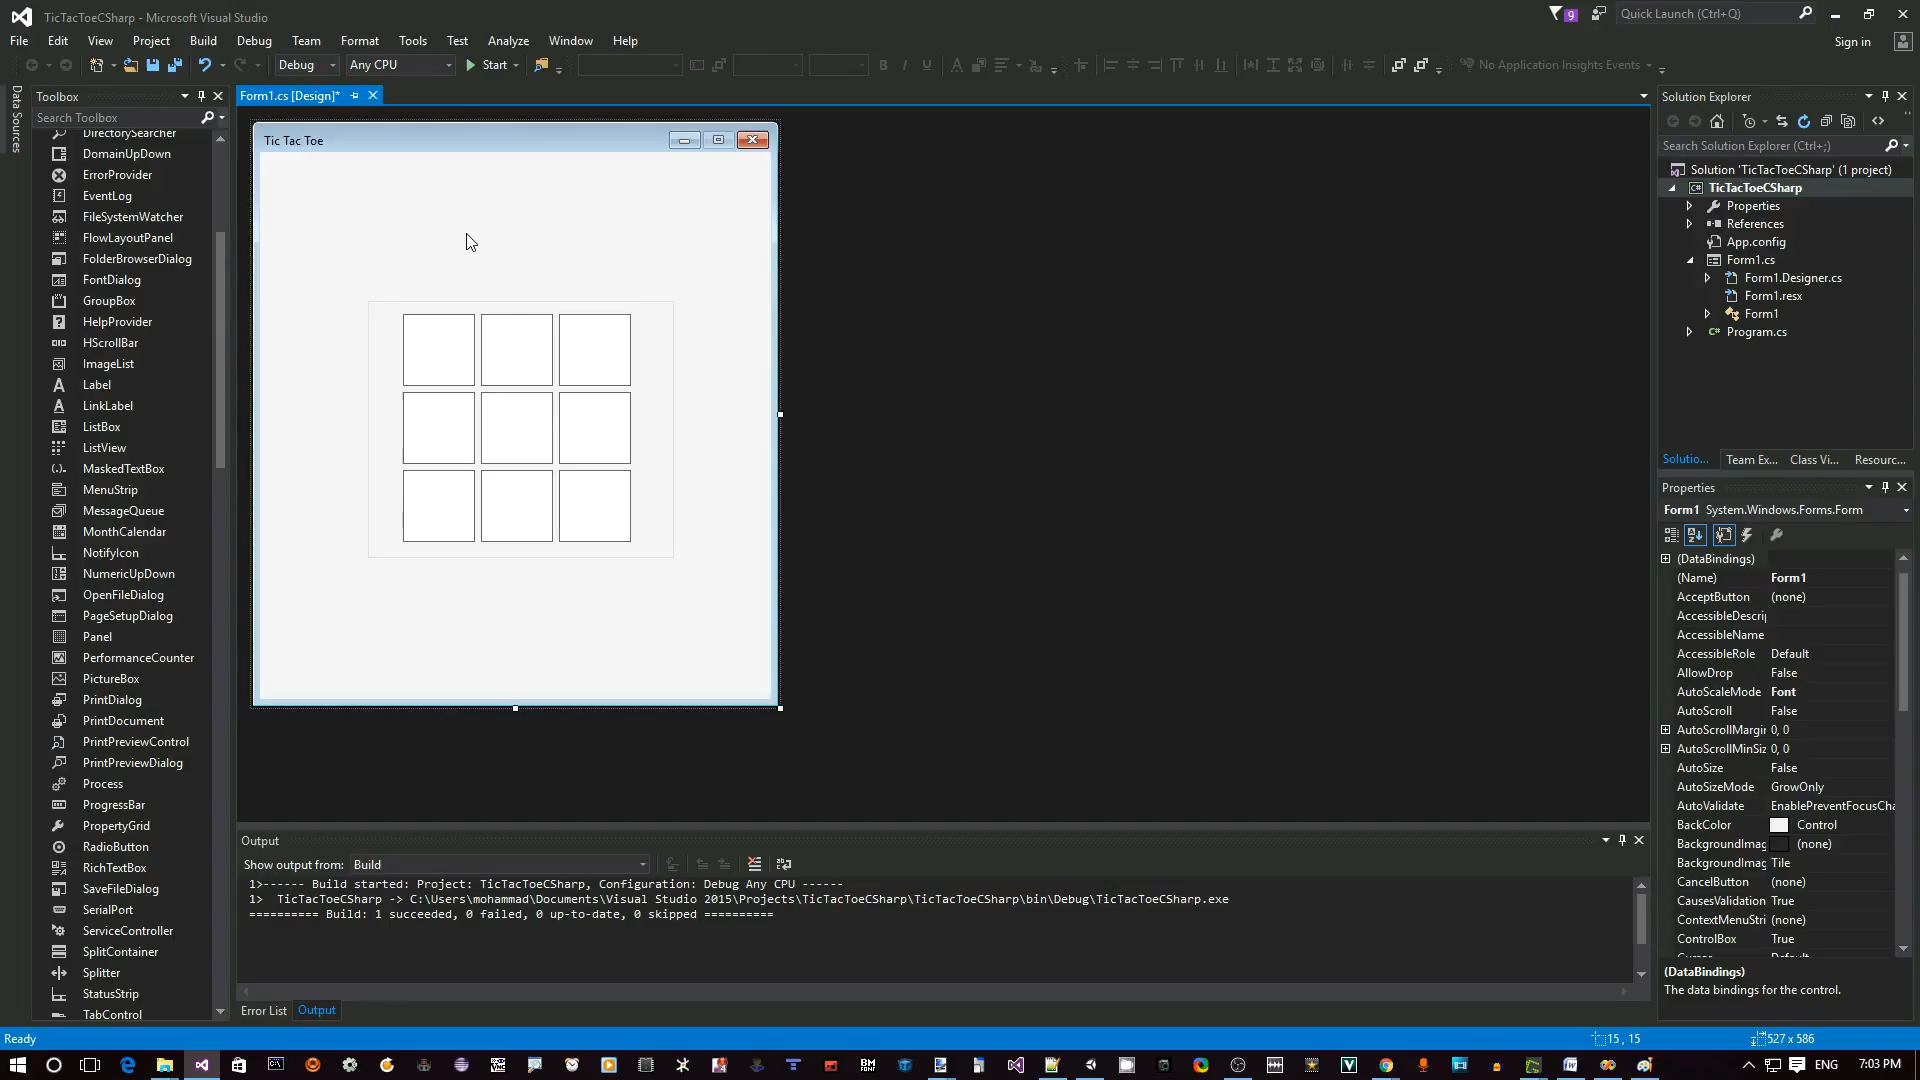 TicTacToeCSharp - Microsoft Visual Studio
9
Quick Launch (Ctrl+Q)
File Edit View Project Build Debug Team Format Tools Test Analyze Window Help
Sign in
Debug Any CPU Start No Application Insights Events
Data Sources
Toolbox
Search Toolbox
DirectorySearcher
DomainUpDown
ErrorProvider
EventLog
FileSystemWatcher
FlowLayoutPanel
FolderBrowserDialog
FontDialog
GroupBox
HelpProvider
HScrollBar
ImageList
Label
LinkLabel
ListBox
ListView
MaskedTextBox
MenuStrip
MessageQueue
MonthCalendar
NotifyIcon
NumericUpDown
OpenFileDialog
PageSetupDialog
Panel
PerformanceCounter
PictureBox
PrintDialog
PrintDocument
PrintPreviewControl
PrintPreviewDialog
Process
ProgressBar
PropertyGrid
RadioButton
RichTextBox
SaveFileDialog
SerialPort
ServiceController
SplitContainer
Splitter
StatusStrip
TabControl
Form1.cs [Design]*
Tic Tac Toe
Output
Show output from: Build
1>------ Build started: Project: TicTacToeCSharp, Configuration: Debug Any CPU ------
1> TicTacToeCSharp -> C:\Users\mohammad\Documents\Visual Studio 2015\Projects\TicTacToeCSharp\TicTacToeCSharp\bin\Debug\TicTacToeCSharp.exe
========== Build: 1 succeeded, 0 failed, 0 up-to-date, 0 skipped ==========
Error List Output
Solution Explorer
Search Solution Explorer (Ctrl+;)
Solution 'TicTacToeCSharp' (1 project)
TicTacToeCSharp
Properties
References
App.config
Form1.cs
Form1.Designer.cs
Form1.resx
Form1
Program.cs
Solutio... Team Ex... Class Vi... Resourc...
Properties
Form1 System.Windows.Forms.Form
(DataBindings)
(Name) Form1
AcceptButton (none)
AccessibleDescri
AccessibleName
AccessibleRole Default
AllowDrop False
AutoScaleMode Font
AutoScroll False
AutoScrollMargi 0, 0
AutoScrollMinSiz 0, 0
AutoSize False
AutoSizeMode GrowOnly
AutoValidate EnablePreventFocusCha
BackColor Control
BackgroundImag (none)
BackgroundImag Tile
CancelButton (none)
CausesValidation True
ContextMenuStri (none)
ControlBox True
Cursor Default
(DataBindings)
The data bindings for the control.
Ready 15 , 15 527 x 586
BM FONT
ENG 7:03 PM